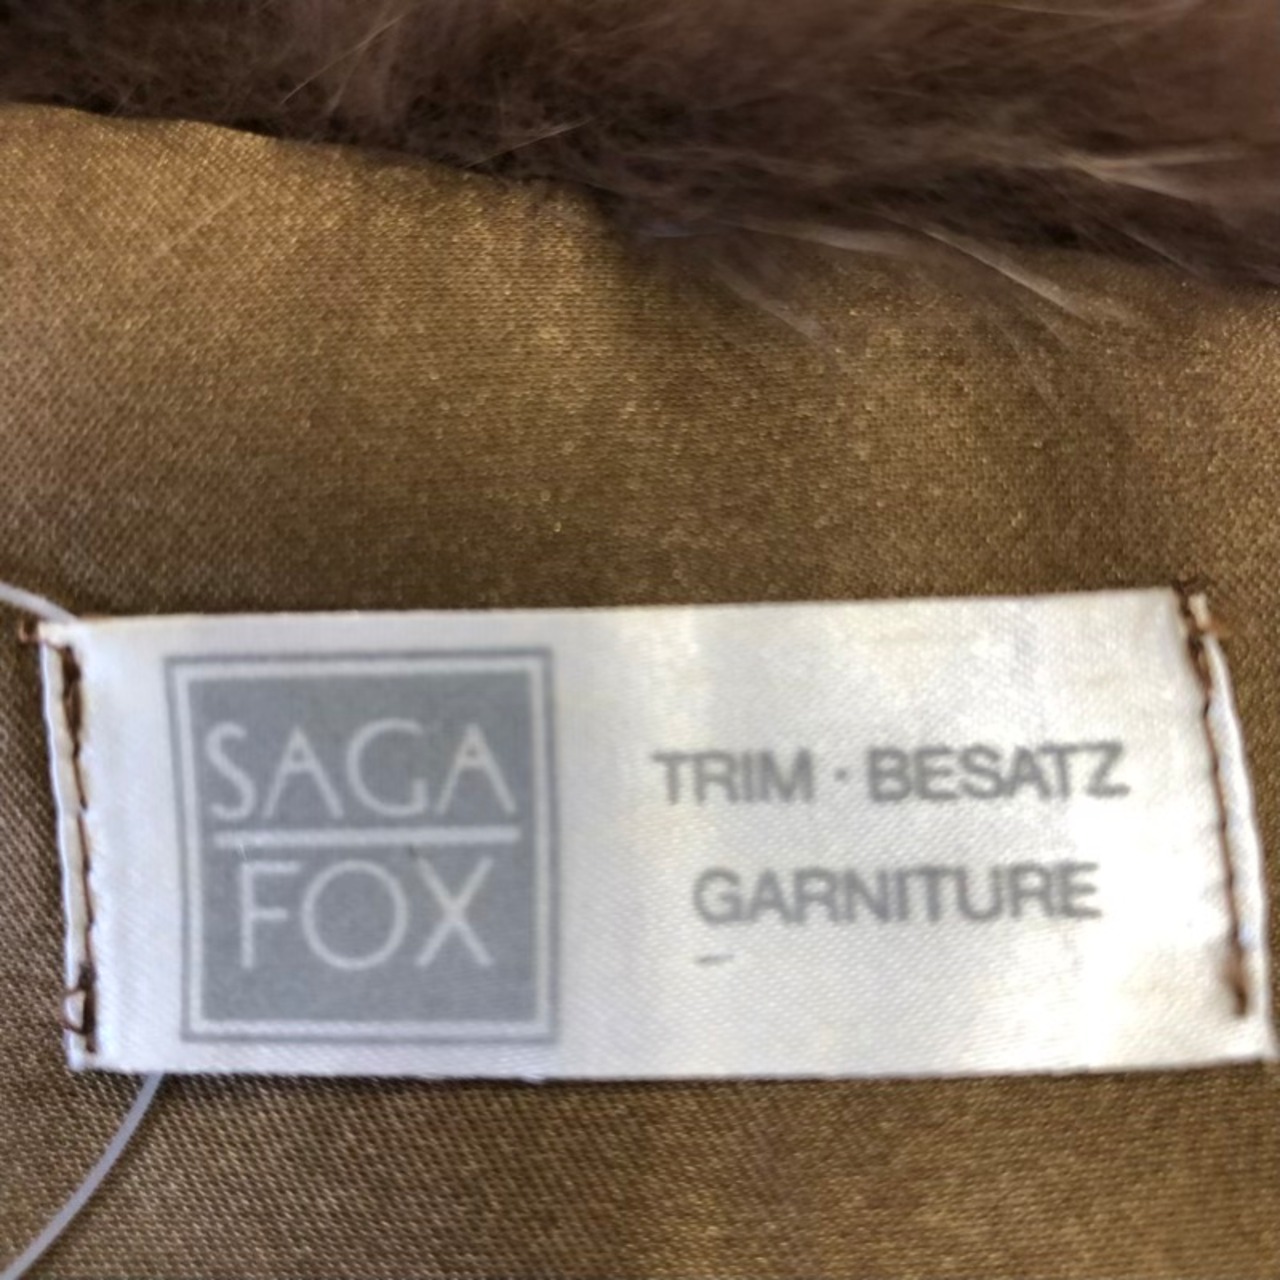 SAGA
FOX
TRIM · BESATZ
GARNITURE